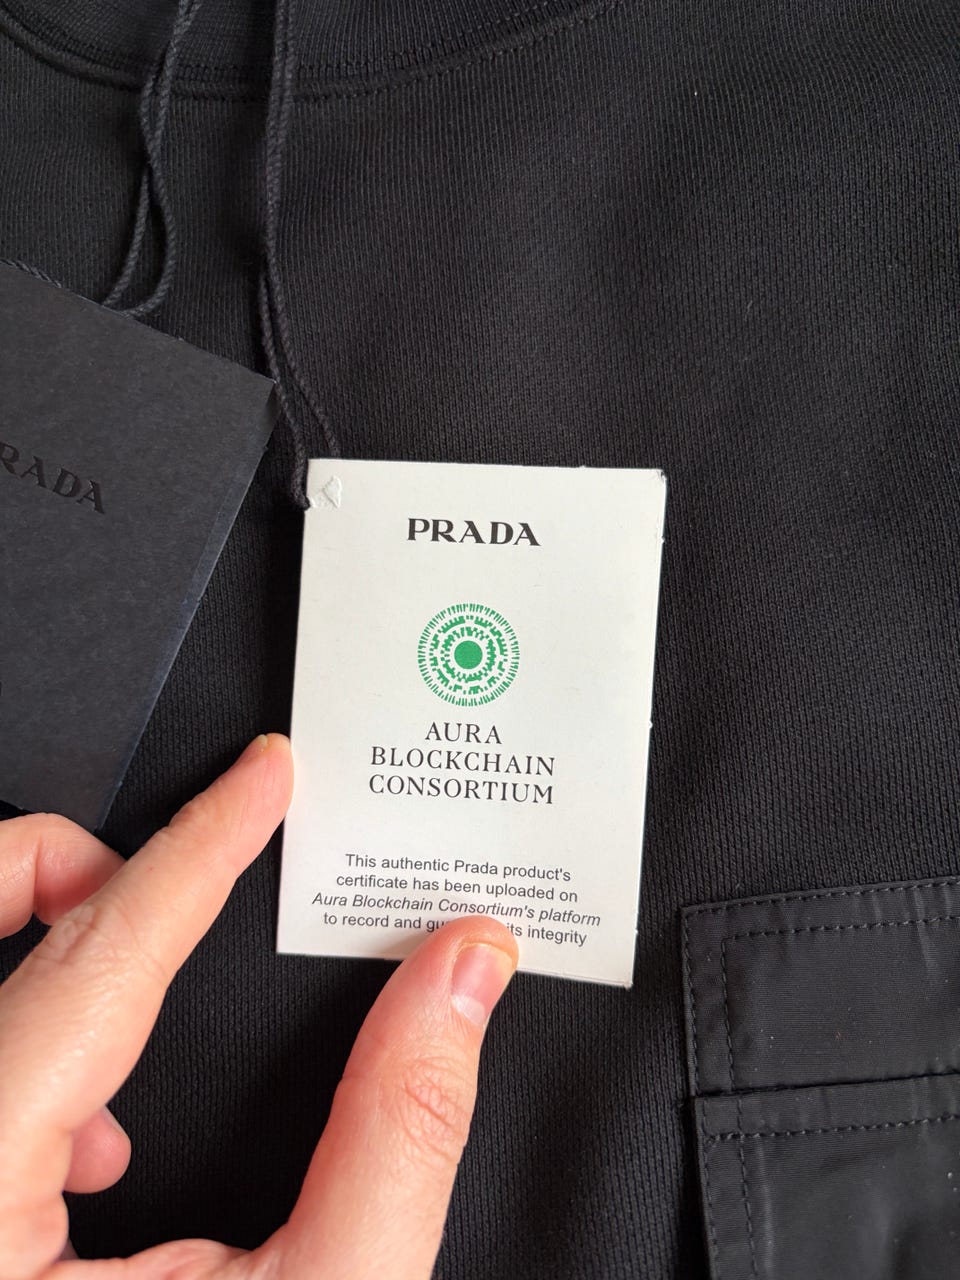 RADA
PRADA
AURA
BLOCKCHAIN
CONSORTIUM
This authentic Prada product's
certificate has been uploaded on
Aura Blockchain Consortium's platform
to record and its integrity